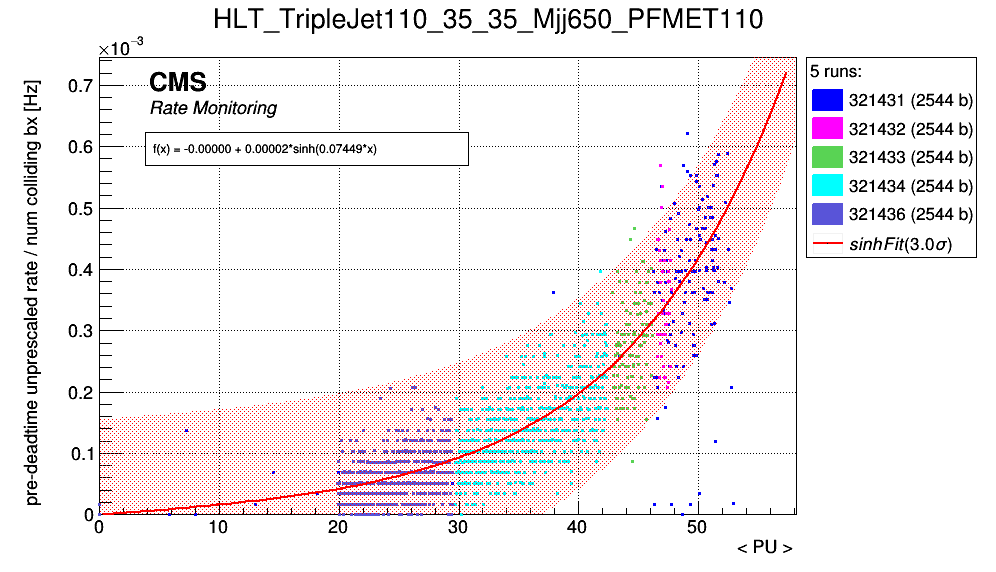 HLT_TripleJet110_35_35_Mjj650_PFMET110
×10⁻³
CMS
Rate Monitoring
f(x) = -0.00000 + 0.00002*sinh(0.07449*x)
pre-deadtime unprescaled rate / num colliding bx [Hz]
0.7
0.6
0.5
0.4
0.3
0.2
0.1
0
0 10 20 30 40 50
< PU >
5 runs:
321431 (2544 b)
321432 (2544 b)
321433 (2544 b)
321434 (2544 b)
321436 (2544 b)
sinhFit(3.0σ)